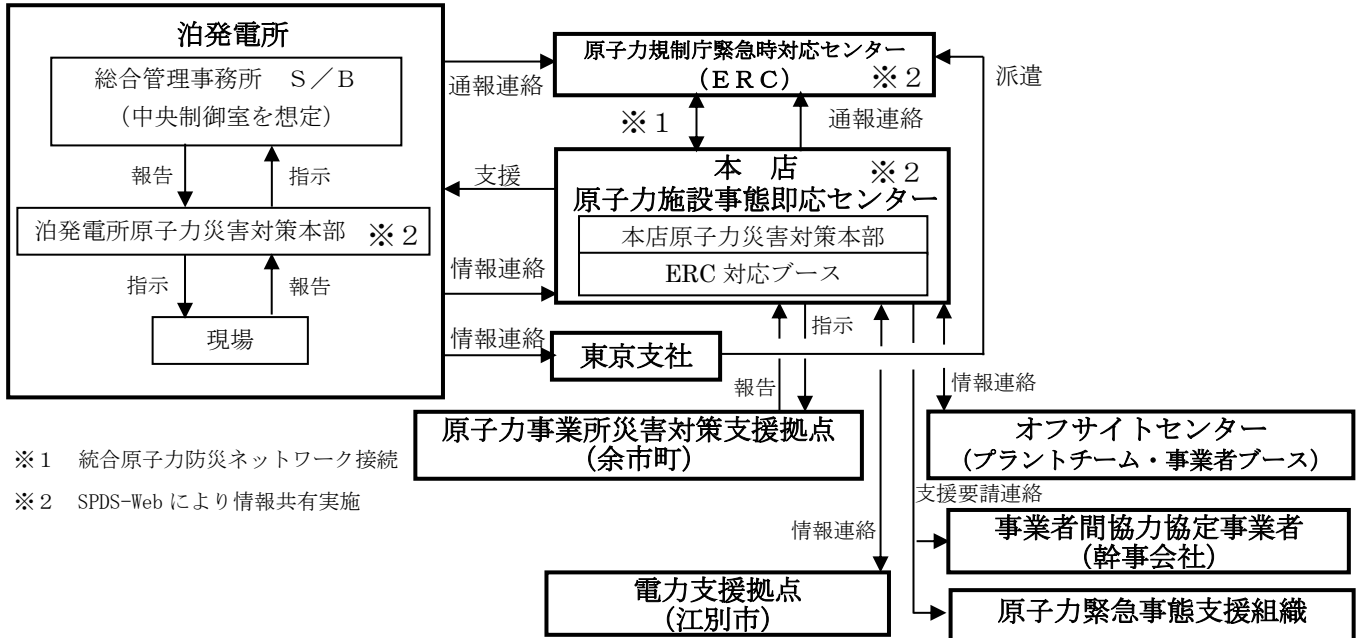 泊発電所
総合管理事務所　S／B
（中央制御室を想定）
報告
指示
泊発電所原子力災害対策本部　※２
指示
報告
現場
通報連絡
原子力規制庁緊急時対応センター
（ＥＲＣ）　※２
派遣
※１
通報連絡
支援
本　店　※２
原子力施設事態即応センター
本店原子力災害対策本部
ERC 対応ブース
情報連絡
情報連絡
東京支社
指示
報告
情報連絡
原子力事業所災害対策支援拠点
（余市町）
オフサイトセンター
（プラントチーム・事業者ブース）
※１　統合原子力防災ネットワーク接続
※２　SPDS-Web により情報共有実施
支援要請連絡
情報連絡
事業者間協力協定事業者
（幹事会社）
電力支援拠点
（江別市）
原子力緊急事態支援組織